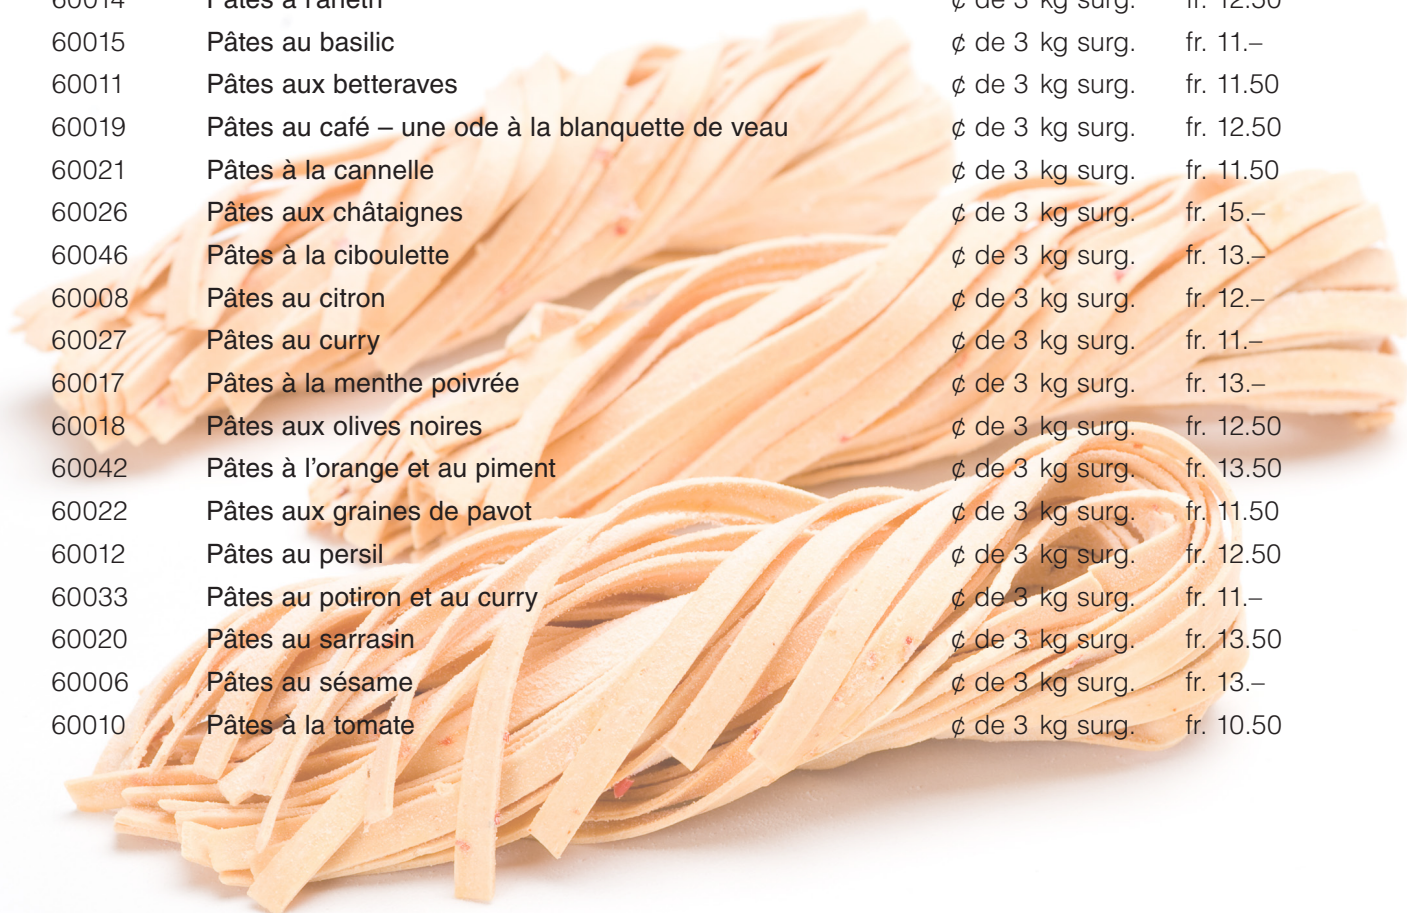 60014 Pâtes à l'aneth ¢ de 3 kg surg. fr. 12.50
60015 Pâtes au basilic ¢ de 3 kg surg. fr. 11.–
60011 Pâtes aux betteraves ¢ de 3 kg surg. fr. 11.50
60019 Pâtes au café – une ode à la blanquette de veau ¢ de 3 kg surg. fr. 12.50
60021 Pâtes à la cannelle ¢ de 3 kg surg. fr. 11.50
60026 Pâtes aux châtaignes ¢ de 3 kg surg. fr. 15.–
60046 Pâtes à la ciboulette ¢ de 3 kg surg. fr. 13.–
60008 Pâtes au citron ¢ de 3 kg surg. fr. 12.–
60027 Pâtes au curry ¢ de 3 kg surg. fr. 11.–
60017 Pâtes à la menthe poivrée ¢ de 3 kg surg. fr. 13.–
60018 Pâtes aux olives noires ¢ de 3 kg surg. fr. 12.50
60042 Pâtes à l’orange et au piment ¢ de 3 kg surg. fr. 13.50
60022 Pâtes aux graines de pavot ¢ de 3 kg surg. fr. 11.50
60012 Pâtes au persil ¢ de 3 kg surg. fr. 12.50
60033 Pâtes au potiron et au curry ¢ de 3 kg surg. fr. 11.–
60020 Pâtes au sarrasin ¢ de 3 kg surg. fr. 13.50
60006 Pâtes au sésame ¢ de 3 kg surg. fr. 13.–
60010 Pâtes à la tomate ¢ de 3 kg surg. fr. 10.50